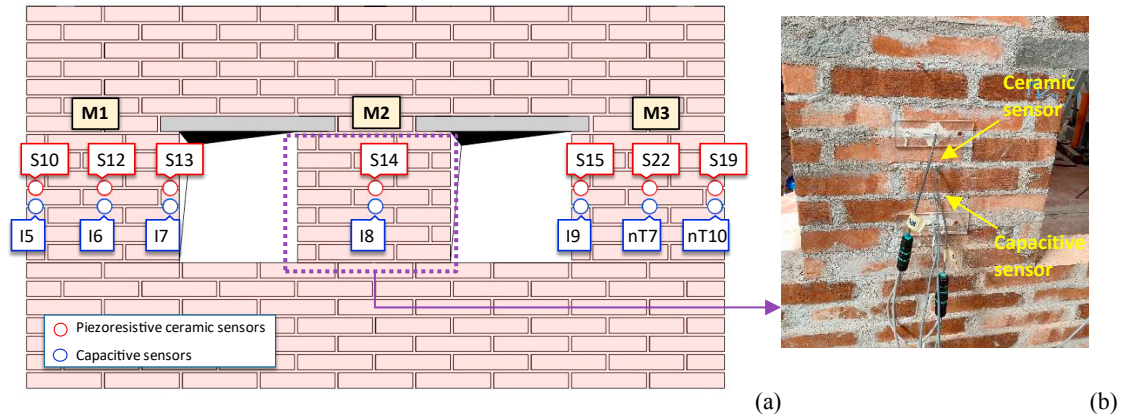 M1
M2
M3
S10
S12
S13
S14
S15
S22
S19
I5
I6
I7
I8
I9
nT7
nT10
Piezoresistive ceramic sensors
Capacitive sensors
(a)
Ceramic
sensor
Capacitive
sensor
(b)